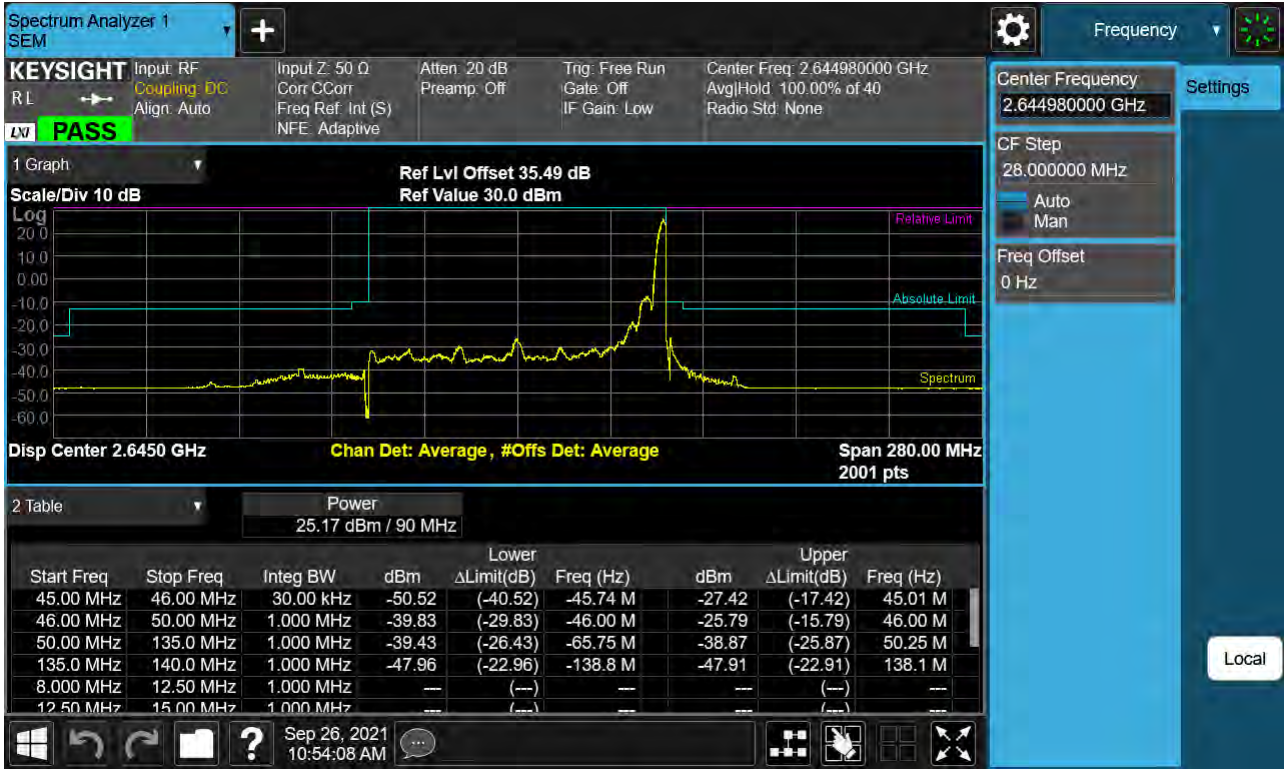 Spectrum Analyzer 1
SEM
Frequency
KEYSIGHT
RL
LXI PASS
Input: RF
Coupling: DC
Align: Auto
Input Z: 50 Ω
Corr CCorr
Freq Ref: Int (S)
NFE: Adaptive
Atten: 20 dB
Preamp: Off
Trig: Free Run
Gate: Off
IF Gain: Low
Center Freq: 2.644980000 GHz
Avg|Hold: 100.00% of 40
Radio Std: None
Center Frequency
2.644980000 GHz
Settings
CF Step
28.000000 MHz
Auto
Man
Freq Offset
0 Hz
Local
1 Graph
Scale/Div 10 dB
Ref Lvl Offset 35.49 dB
Ref Value 30.0 dBm
Log
20.0
10.0
0.00
-10.0
-20.0
-30.0
-40.0
-50.0
-60.0
Relative Limit
Absolute Limit
Spectrum
Disp Center 2.6450 GHz
Chan Det: Average , #Offs Det: Average
Span 280.00 MHz
2001 pts
2 Table
Power
25.17 dBm / 90 MHz
Lower Upper
Start Freq Stop Freq Integ BW dBm ΔLimit(dB) Freq (Hz) dBm ΔLimit(dB) Freq (Hz)
45.00 MHz 46.00 MHz 30.00 kHz -50.52 (-40.52) -45.74 M -27.42 (-17.42) 45.01 M
46.00 MHz 50.00 MHz 1.000 MHz -39.83 (-29.83) -46.00 M -25.79 (-15.79) 46.00 M
50.00 MHz 135.0 MHz 1.000 MHz -39.43 (-26.43) -65.75 M -38.87 (-25.87) 50.25 M
135.0 MHz 140.0 MHz 1.000 MHz -47.96 (-22.96) -138.8 M -47.91 (-22.91) 138.1 M
8.000 MHz 12.50 MHz 1.000 MHz --- (---) --- --- (---) ---
12.50 MHz 15.00 MHz 1.000 MHz --- (---) --- --- (---) ---
Sep 26, 2021
10:54:08 AM